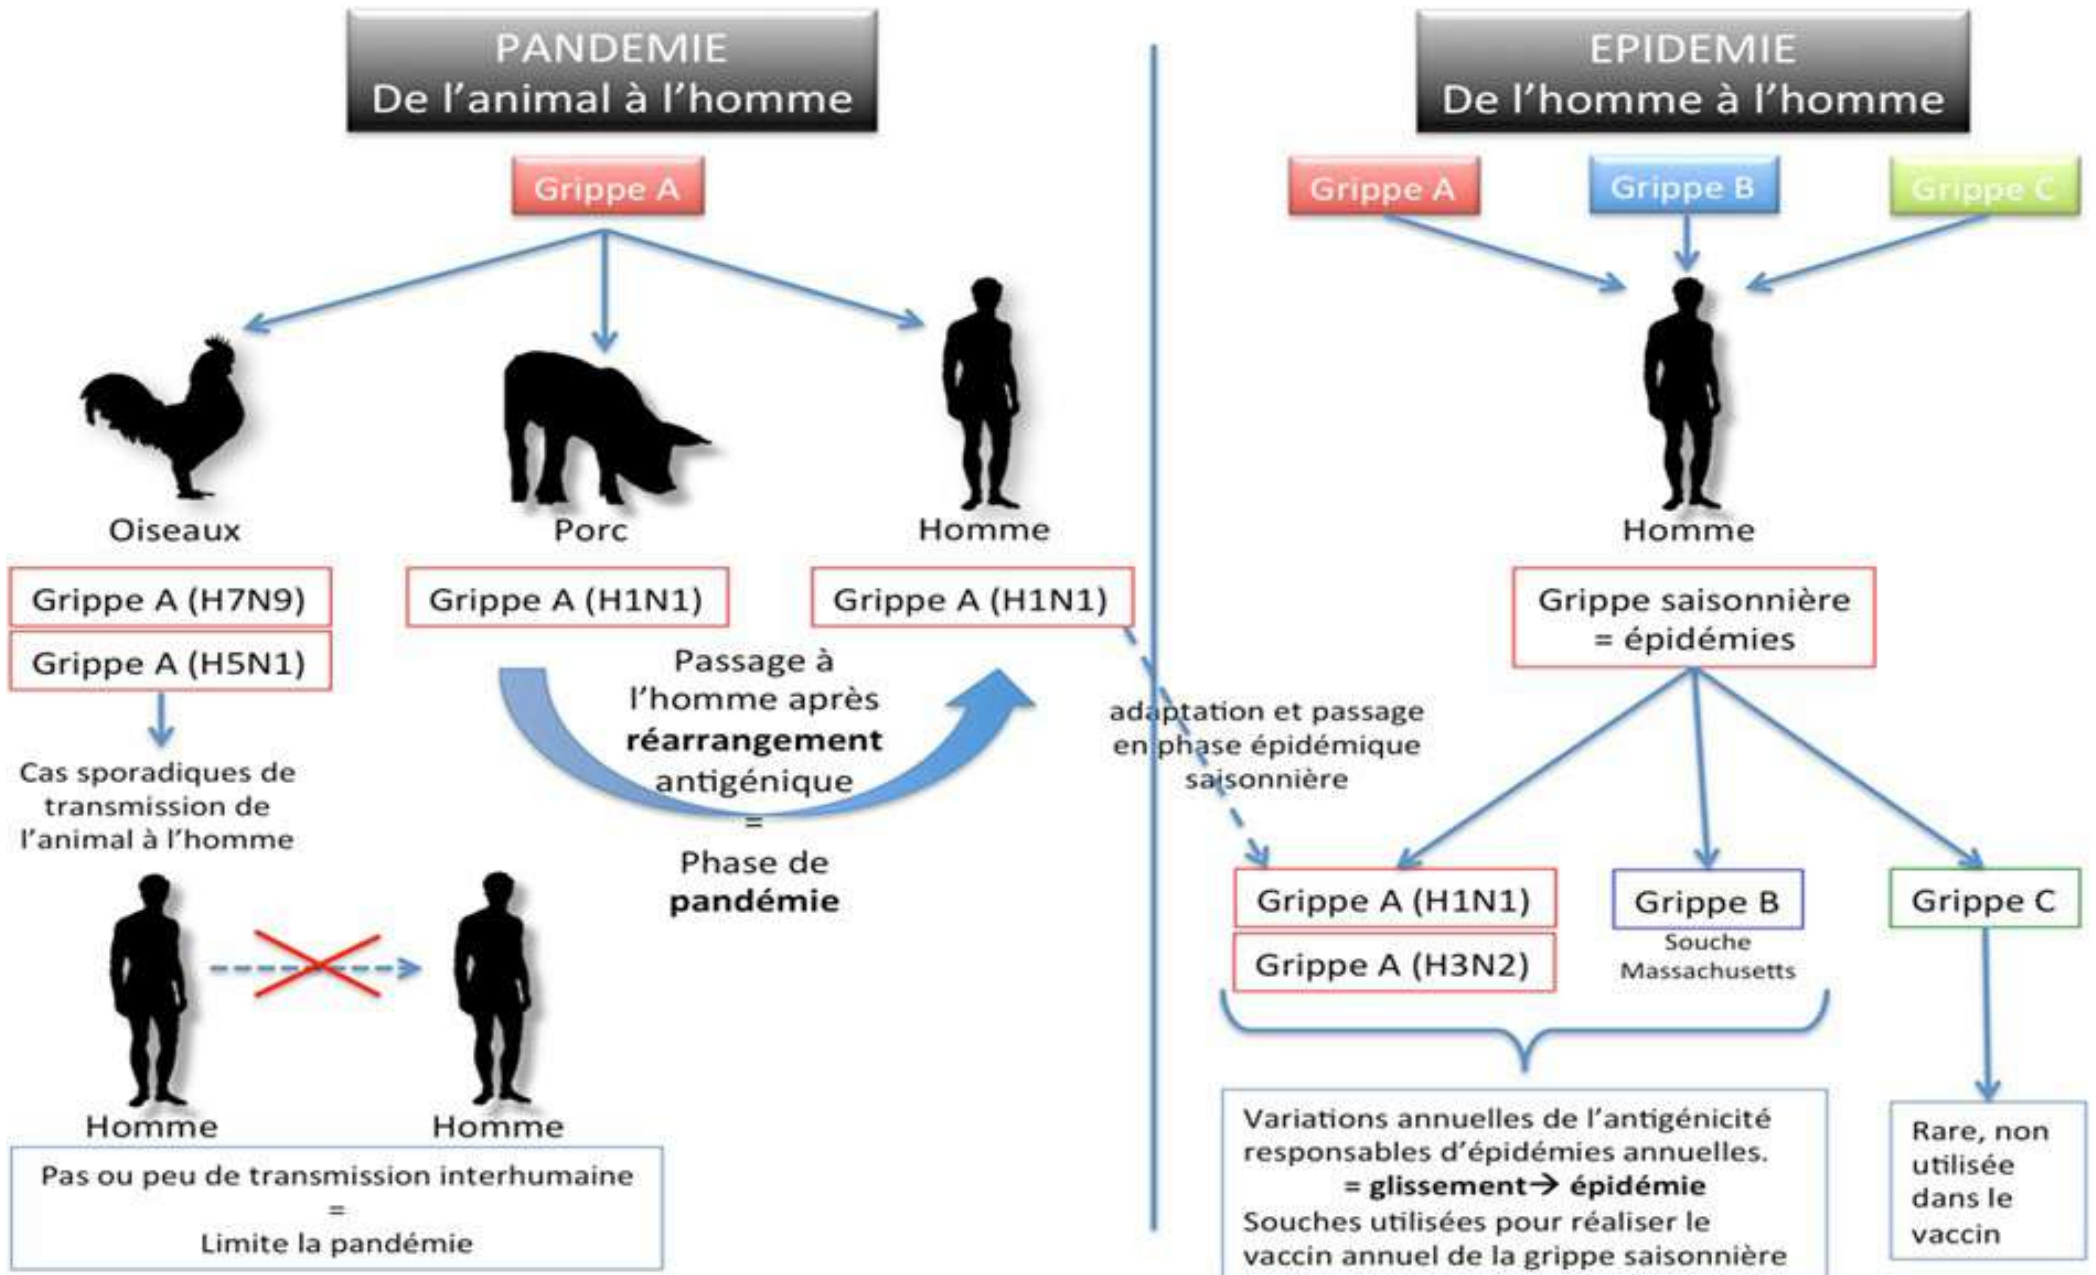 PANDEMIE
De l'animal à l'homme
Grippe A
Oiseaux
Porc
Homme
Grippe A (H7N9)
Grippe A (H5N1)
Grippe A (H1N1)
Grippe A (H1N1)
Cas sporadiques de
transmission de
l'animal à l'homme
Passage à
l'homme après
réarrangement
antigénique
=
Phase de
pandémie
Homme
Homme
Pas ou peu de transmission interhumaine
=
Limite la pandémie
adaptation et passage
en phase épidémique
saisonnière
EPIDEMIE
De l'homme à l'homme
Grippe A
Grippe B
Grippe C
Homme
Grippe saisonnière
= épidémies
Grippe A (H1N1)
Grippe A (H3N2)
Grippe B
Souche
Massachusetts
Grippe C
Variations annuelles de l'antigénicité
responsables d'épidémies annuelles.
= glissement→ épidémie
Souches utilisées pour réaliser le
vaccin annuel de la grippe saisonnière
Rare, non
utilisée
dans le
vaccin